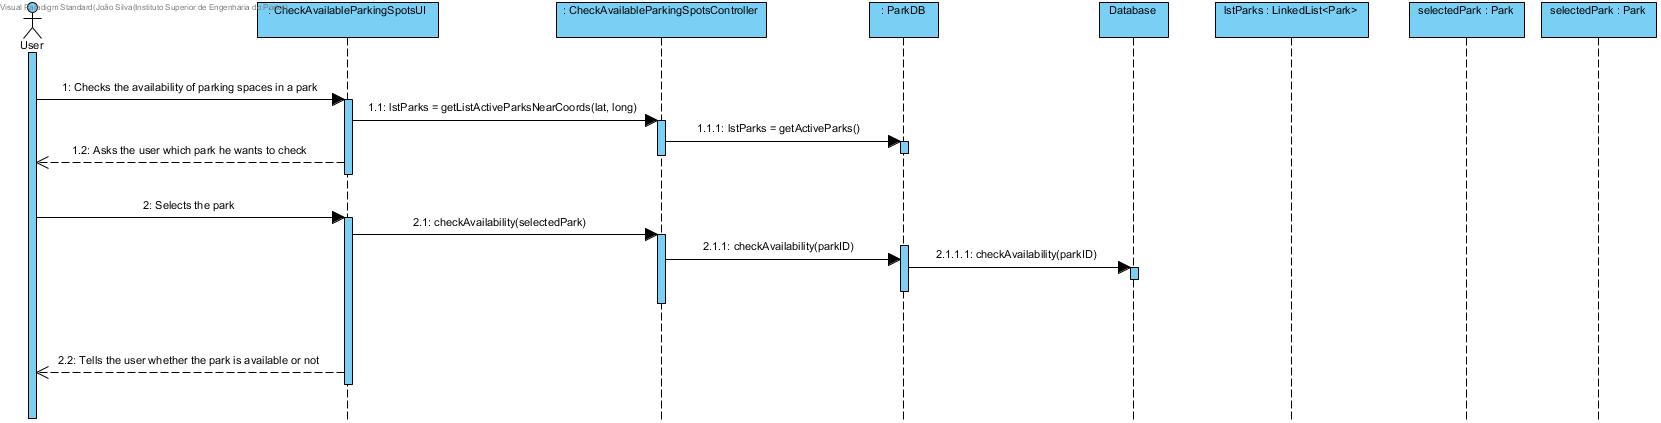 Visual Paradigm Standard(João Silva(Instituto Superior de Engenharia do Porto))
User
: CheckAvailableParkingSpotsUI
: CheckAvailableParkingSpotsController
: ParkDB
Database
lstParks : LinkedList<Park>
selectedPark : Park
selectedPark : Park
1: Checks the availability of parking spaces in a park
1.1: lstParks = getListActiveParksNearCoords(lat, long)
1.1.1: lstParks = getActiveParks()
1.2: Asks the user which park he wants to check
2: Selects the park
2.1: checkAvailability(selectedPark)
2.1.1: checkAvailability(parkID)
2.1.1.1: checkAvailability(parkID)
2.2: Tells the user whether the park is available or not